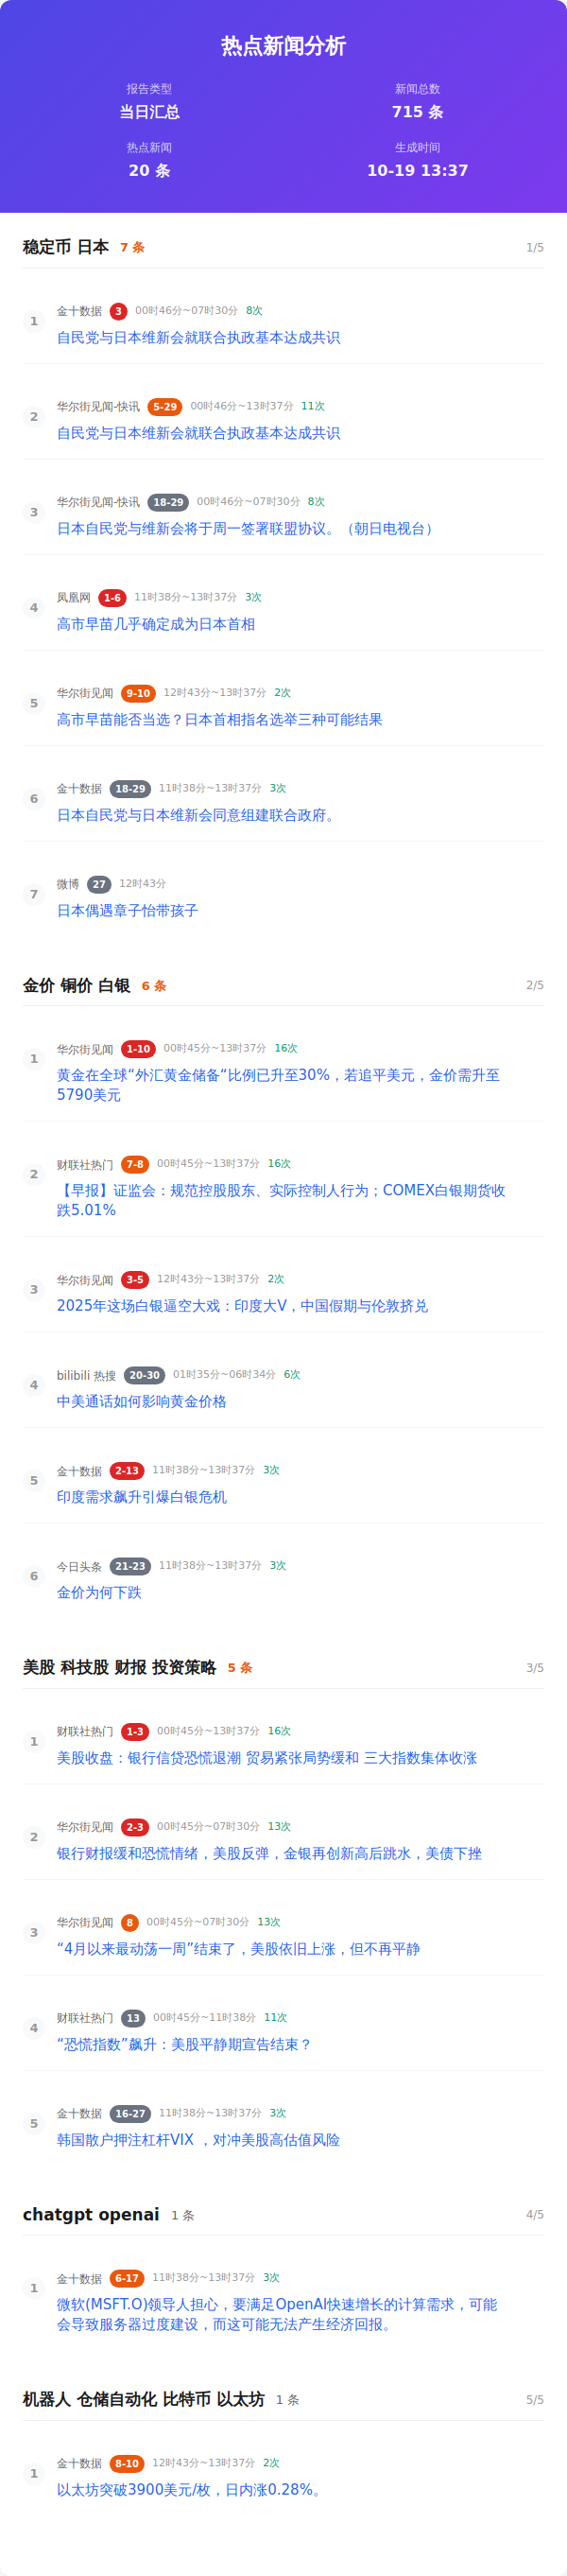 热点新闻分析
报告类型
当日汇总
新闻总数
715 条
热点新闻
20 条
生成时间
10-19 13:37
稳定币 日本 7 条 1/5
1 金十数据 3 00时46分~07时30分 8次
自民党与日本维新会就联合执政基本达成共识
2 华尔街见闻-快讯 5-29 00时46分~13时37分 11次
自民党与日本维新会就联合执政基本达成共识
3 华尔街见闻-快讯 18-29 00时46分~07时30分 8次
日本自民党与维新会将于周一签署联盟协议。（朝日电视台）
4 凤凰网 1-6 11时38分~13时37分 3次
高市早苗几乎确定成为日本首相
5 华尔街见闻 9-10 12时43分~13时37分 2次
高市早苗能否当选？日本首相指名选举三种可能结果
6 金十数据 18-29 11时38分~13时37分 3次
日本自民党与日本维新会同意组建联合政府。
7 微博 27 12时43分
日本偶遇章子怡带孩子
金价 铜价 白银 6 条 2/5
1 华尔街见闻 1-10 00时45分~13时37分 16次
黄金在全球“外汇黄金储备“比例已升至30%，若追平美元，金价需升至
5790美元
2 财联社热门 7-8 00时45分~13时37分 16次
【早报】证监会：规范控股股东、实际控制人行为；COMEX白银期货收
跌5.01%
3 华尔街见闻 3-5 12时43分~13时37分 2次
2025年这场白银逼空大戏：印度大V，中国假期与伦敦挤兑
4 bilibili 热搜 20-30 01时35分~06时34分 6次
中美通话如何影响黄金价格
5 金十数据 2-13 11时38分~13时37分 3次
印度需求飙升引爆白银危机
6 今日头条 21-23 11时38分~13时37分 3次
金价为何下跌
美股 科技股 财报 投资策略 5 条 3/5
1 财联社热门 1-3 00时45分~13时37分 16次
美股收盘：银行信贷恐慌退潮 贸易紧张局势缓和 三大指数集体收涨
2 华尔街见闻 2-3 00时45分~07时30分 13次
银行财报缓和恐慌情绪，美股反弹，金银再创新高后跳水，美债下挫
3 华尔街见闻 8 00时45分~07时30分 13次
“4月以来最动荡一周”结束了，美股依旧上涨，但不再平静
4 财联社热门 13 00时45分~11时38分 11次
“恐慌指数”飙升：美股平静期宣告结束？
5 金十数据 16-27 11时38分~13时37分 3次
韩国散户押注杠杆VIX ，对冲美股高估值风险
chatgpt openai 1 条 4/5
1 金十数据 6-17 11时38分~13时37分 3次
微软(MSFT.O)领导人担心，要满足OpenAI快速增长的计算需求，可能
会导致服务器过度建设，而这可能无法产生经济回报。
机器人 仓储自动化 比特币 以太坊 1 条 5/5
1 金十数据 8-10 12时43分~13时37分 2次
以太坊突破3900美元/枚，日内涨0.28%。